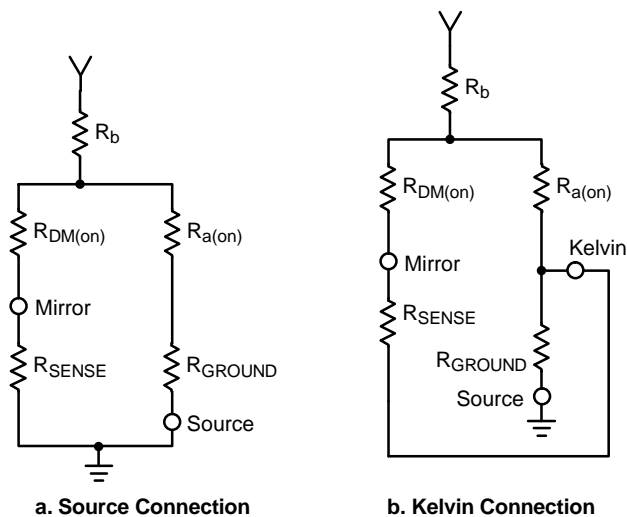 R_b
R_DM(on)
R_a(on)
Mirror
R_SENSE
R_GROUND
Source
a. Source Connection
R_b
R_DM(on)
R_a(on)
Kelvin
Mirror
R_SENSE
R_GROUND
Source
b. Kelvin Connection